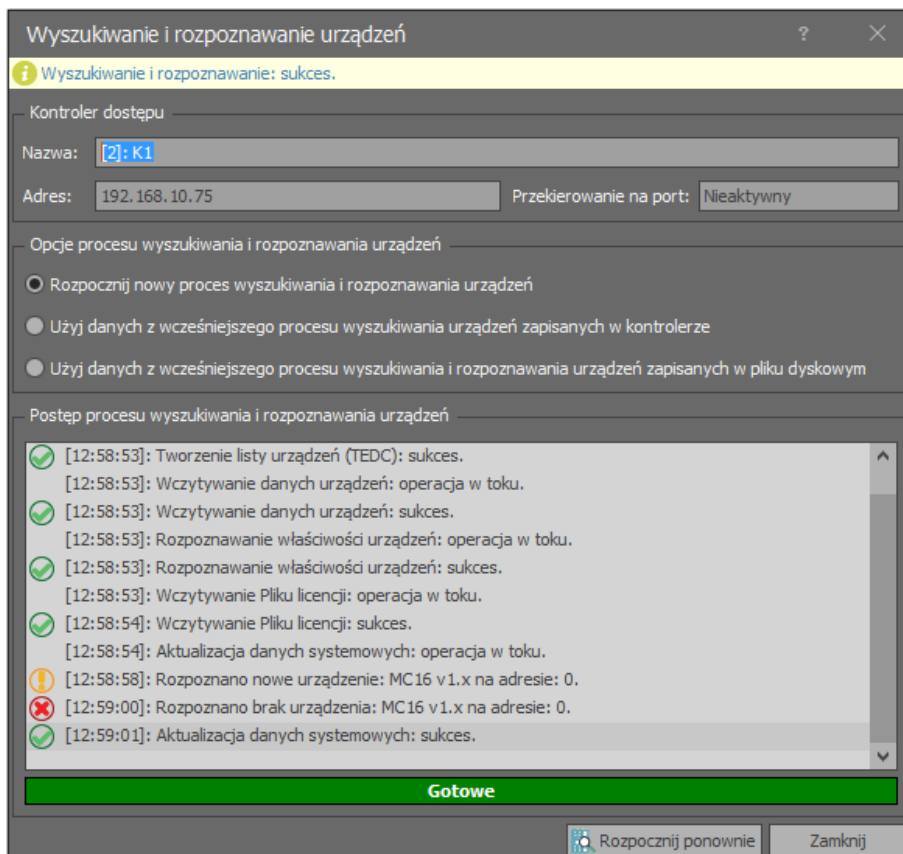 Wyszukiwanie i rozpoznawanie urządzeń ?
Wyszukiwanie i rozpoznawanie: sukces.
Kontroler dostępu
Nazwa: [2]: K1
Adres: 192.168.10.75 Przekierowanie na port: Nieaktywny
Opcje procesu wyszukiwania i rozpoznawania urządzeń
Rozpocznij nowy proces wyszukiwania i rozpoznawania urządzeń
Użyj danych z wcześniejszego procesu wyszukiwania urządzeń zapisanych w kontrolerze
Użyj danych z wcześniejszego procesu wyszukiwania i rozpoznawania urządzeń zapisanych w pliku dyskowym
Postęp procesu wyszukiwania i rozpoznawania urządzeń
[12:58:53]: Tworzenie listy urządzeń (TEDC): sukces.
[12:58:53]: Wczytywanie danych urządzeń: operacja w toku.
[12:58:53]: Wczytywanie danych urządzeń: sukces.
[12:58:53]: Rozpoznawanie właściwości urządzeń: operacja w toku.
[12:58:53]: Rozpoznawanie właściwości urządzeń: sukces.
[12:58:53]: Wczytywanie Pliku licencji: operacja w toku.
[12:58:54]: Wczytywanie Pliku licencji: sukces.
[12:58:54]: Aktualizacja danych systemowych: operacja w toku.
[12:58:58]: Rozpoznano nowe urządzenie: MC16 v1.x na adresie: 0.
[12:59:00]: Rozpoznano brak urządzenia: MC16 v1.x na adresie: 0.
[12:59:01]: Aktualizacja danych systemowych: sukces.
Gotowe
Rozpocznij ponownie Zamknij